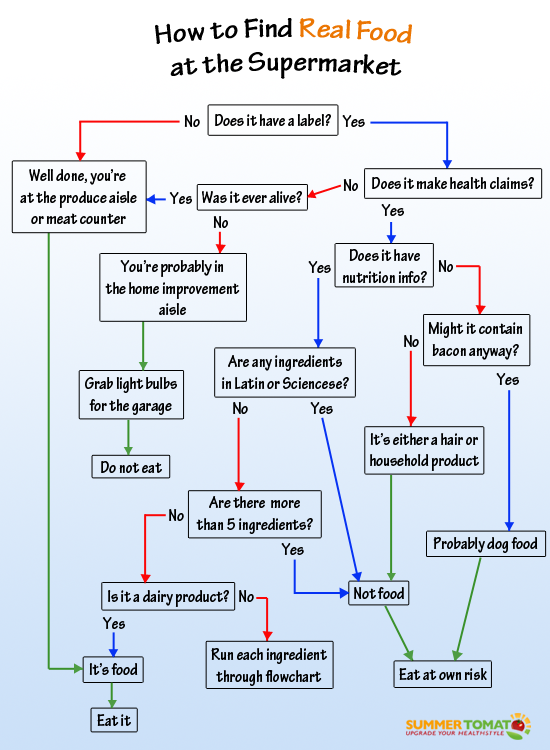 How to Find Real Food
at the Supermarket
No
Does it have a label?
Yes
Well done, you're
at the produce aisle
or meat counter
Yes
Was it ever alive?
No
Does it make health claims?
No
Yes
You're probably in
the home improvement
aisle
Yes
Does it have
nutrition info?
No
Might it contain
bacon anyway?
No
Yes
Grab light bulbs
for the garage
Are any ingredients
in Latin or Sciencese?
No
Yes
It's either a hair or
household product
Do not eat
Are there more
than 5 ingredients?
No
Yes
Probably dog food
Is it a dairy product?
No
Yes
Not food
It's food
Run each ingredient
through flowchart
Eat at own risk
Eat it
SUMMER TOMATO
UPGRADE YOUR HEALTHSTYLE